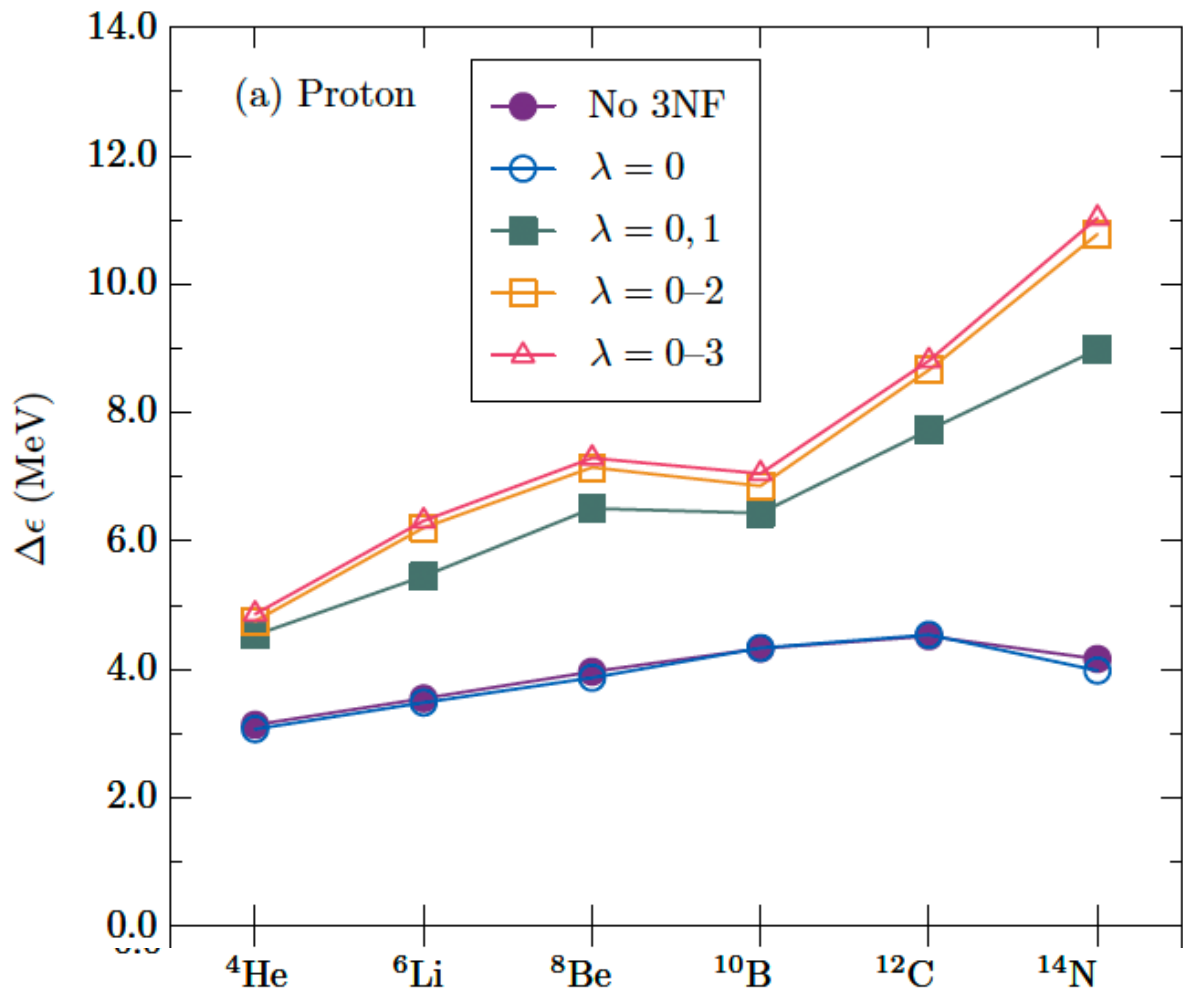 14.0
(a) Proton
No 3NF
λ = 0
λ = 0, 1
λ = 0–2
λ = 0–3
12.0
10.0
8.0
6.0
4.0
2.0
0.0
Δϵ (MeV)
⁴He ⁶Li ⁸Be ¹⁰B ¹²C ¹⁴N